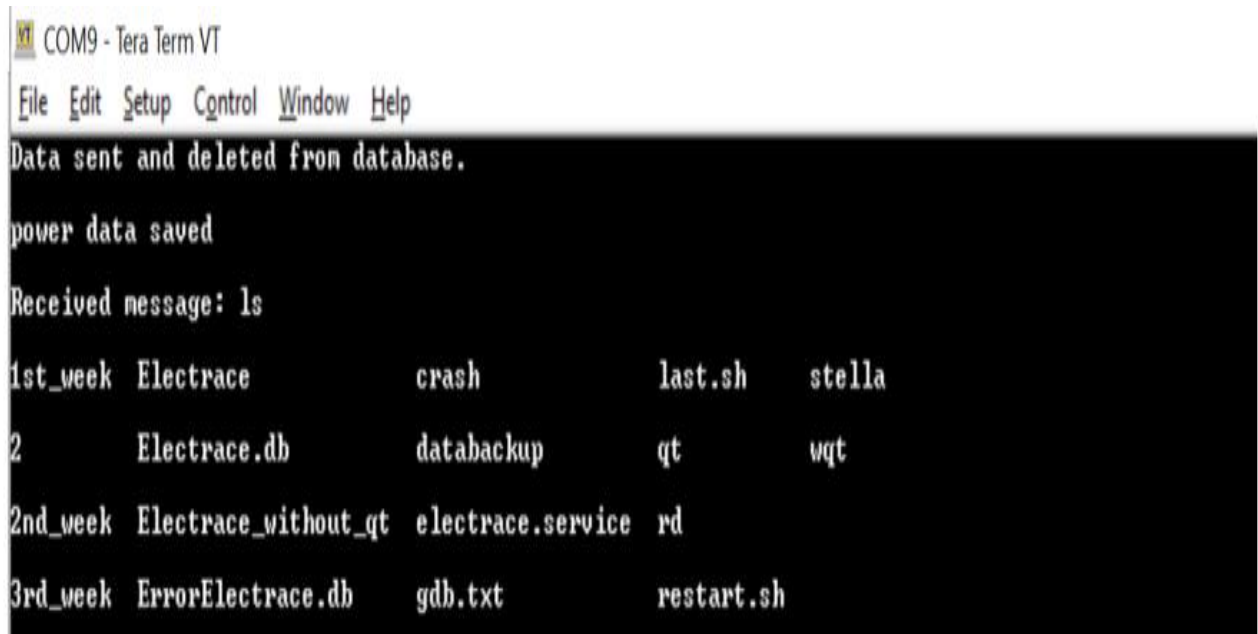 COM9 - Tera Term VT
File Edit Setup Control Window Help
Data sent and deleted from database.
power data saved
Received message: ls
1st_week Electrace crash last.sh stella
2 Electrace.db databackup qt wqt
2nd_week Electrace_without_qt electrace.service rd
3rd_week ErrorElectrace.db gdb.txt restart.sh